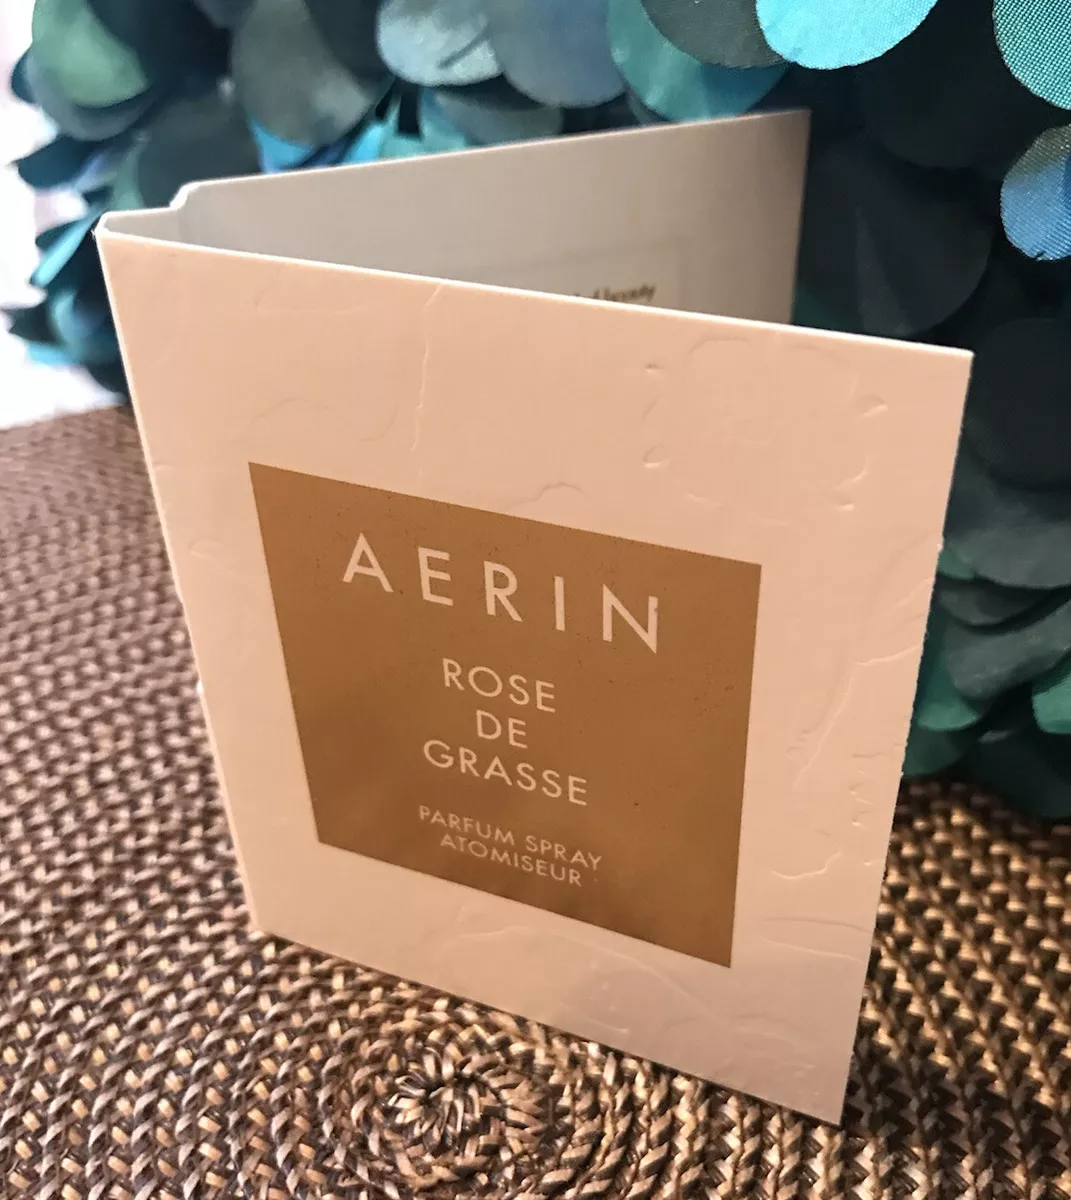 AERIN
ROSE
DE
GRASSE
PARFUM SPRAY
ATOMISEUR